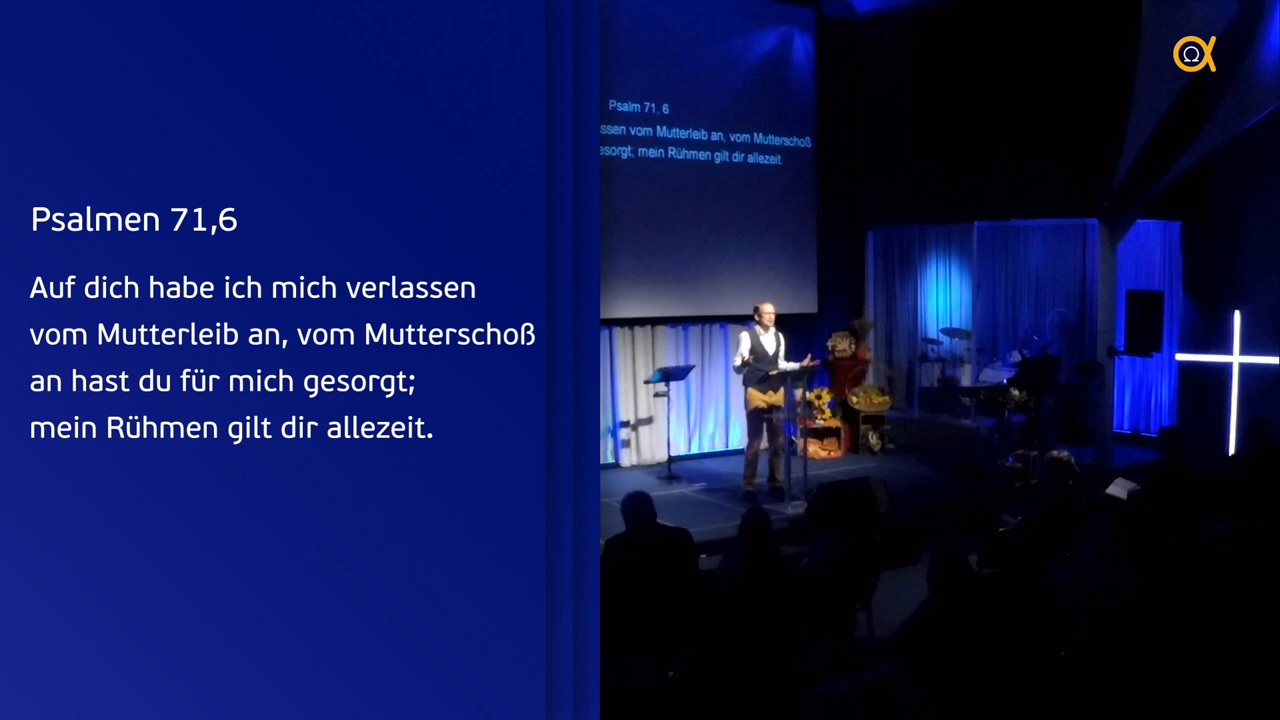 Psalmen 71,6
Auf dich habe ich mich verlassen
vom Mutterleib an, vom Mutterschoß
an hast du für mich gesorgt;
mein Rühmen gilt dir allezeit.
Psalm 71, 6
ssen vom Mutterleib an, vom Mutterschoß
esorgt; mein Rühmen gilt dir allezeit.
Ω